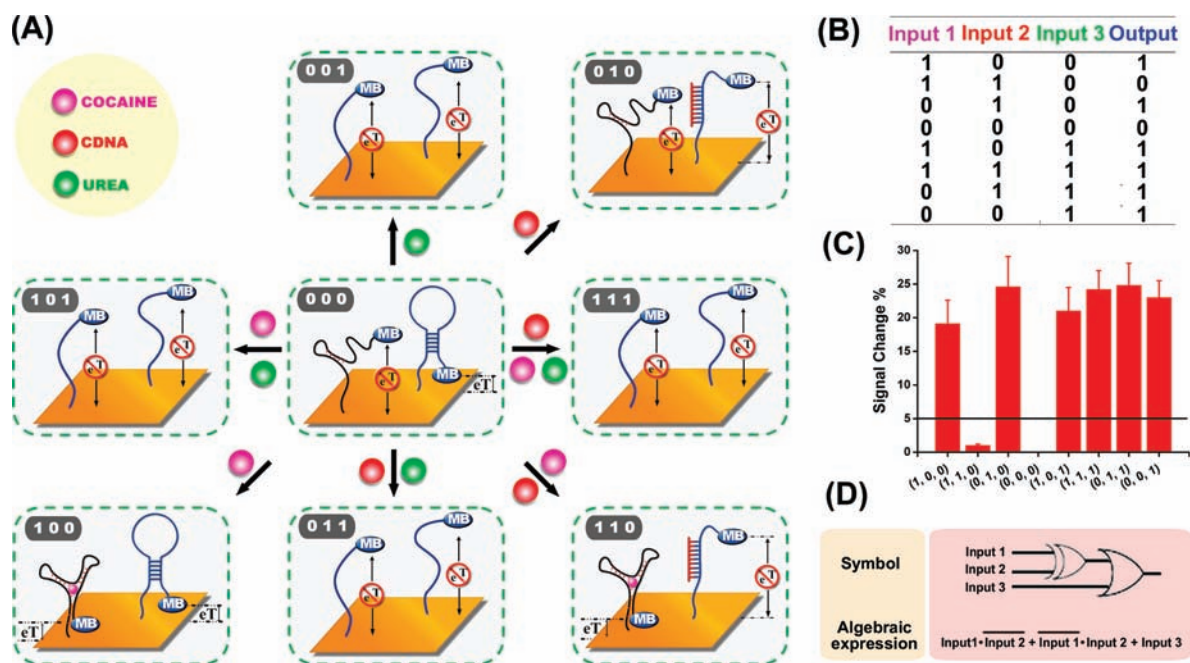 (A)
COCAINE
CDNA
UREA
0 0 1
MB
MB
eT
eT
0 1 0
MB
MB
eT
eT
1 0 1
MB
MB
eT
eT
0 0 0
MB
MB
eT
eT
1 1 1
MB
MB
eT
eT
1 0 0
MB
MB
eT
eT
0 1 1
MB
MB
eT
eT
1 1 0
MB
MB
eT
eT
(B)
Input 1 Input 2 Input 3 Output
1 0 0 1
1 1 0 0
0 1 0 1
0 0 0 0
1 0 1 1
1 1 1 1
0 1 1 1
0 0 1 1
(C)
Signal Change %
30
25
20
15
10
5
0
(1, 0, 0) (1, 1, 0) (0, 1, 0) (0, 0, 0) (1, 0, 1) (1, 1, 1) (0, 1, 1) (0, 0, 1)
(D)
Symbol
Input 1
Input 2
Input 3
Algebraic
expression
Input1•I̅n̅p̅u̅t̅ ̅2̅ + I̅n̅p̅u̅t̅ ̅1̅•Input 2 + Input 3